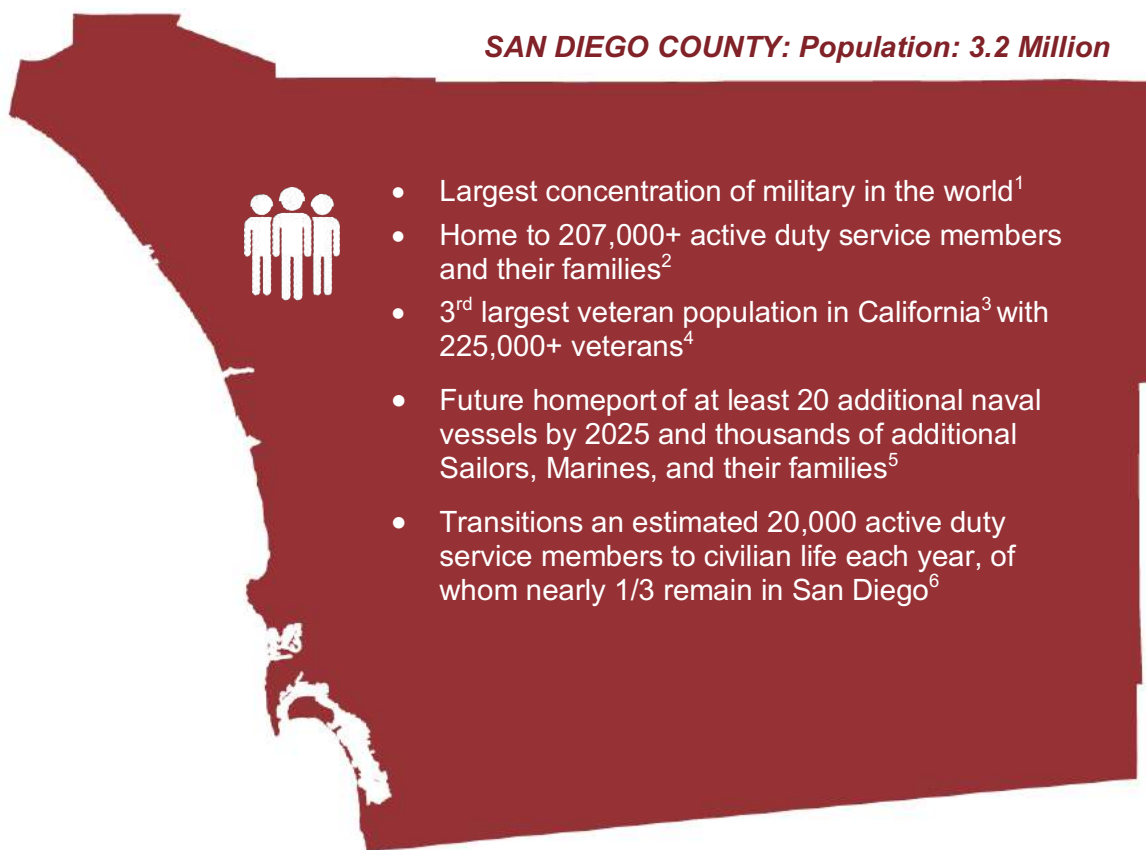 SAN DIEGO COUNTY: Population: 3.2 Million
• Largest concentration of military in the world¹
• Home to 207,000+ active duty service members
and their families²
• 3rd largest veteran population in California³ with
225,000+ veterans⁴
• Future homeport of at least 20 additional naval
vessels by 2025 and thousands of additional
Sailors, Marines, and their families⁵
• Transitions an estimated 20,000 active duty
service members to civilian life each year, of
whom nearly 1/3 remain in San Diego⁶